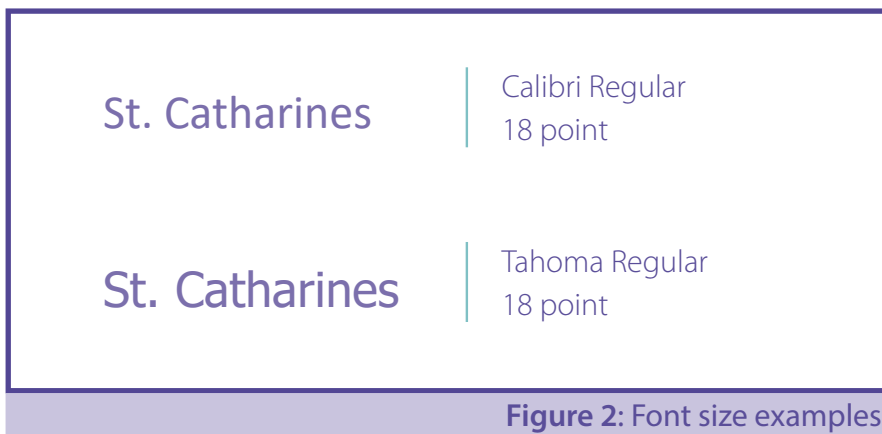 St. Catharines
Calibri Regular
18 point
St. Catharines
Tahoma Regular
18 point
Figure 2: Font size examples